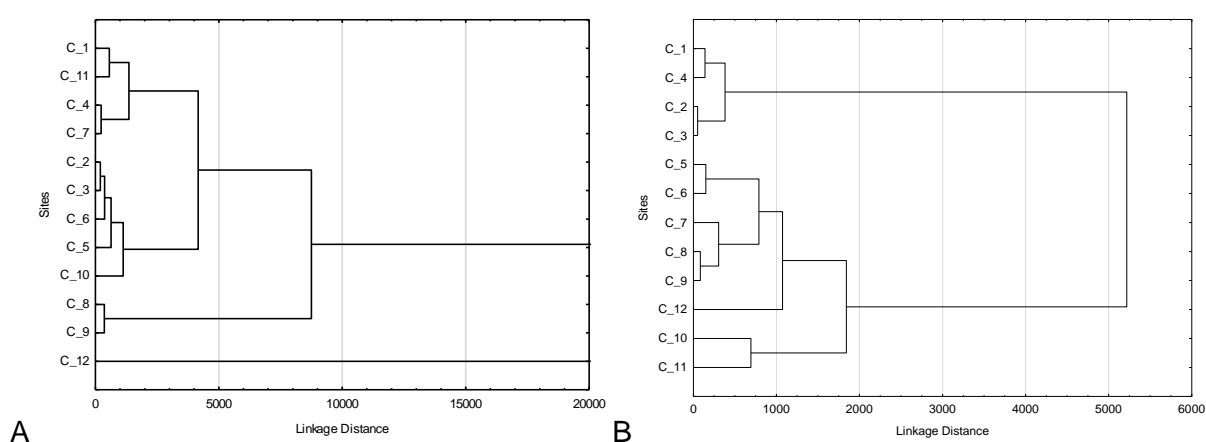 C_1
C_11
C_4
C_7
C_2
C_3
C_6
C_5
C_10
C_8
C_9
C_12
Sites
0 5000 10000 15000 20000
Linkage Distance
A
C_1
C_4
C_2
C_3
C_5
C_6
C_7
C_8
C_9
C_12
C_10
C_11
Sites
0 1000 2000 3000 4000 5000 6000
Linkage Distance
B